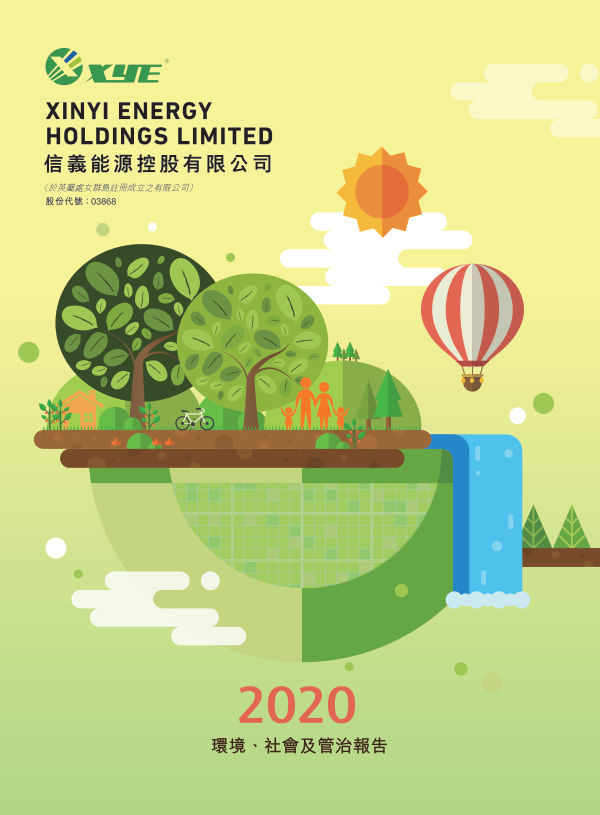 XYE®
XINYI ENERGY
HOLDINGS LIMITED
信義能源控股有限公司
(於英屬處女群島註冊成立之有限公司)
股份代號：03868
2020
環境、社會及管治報告